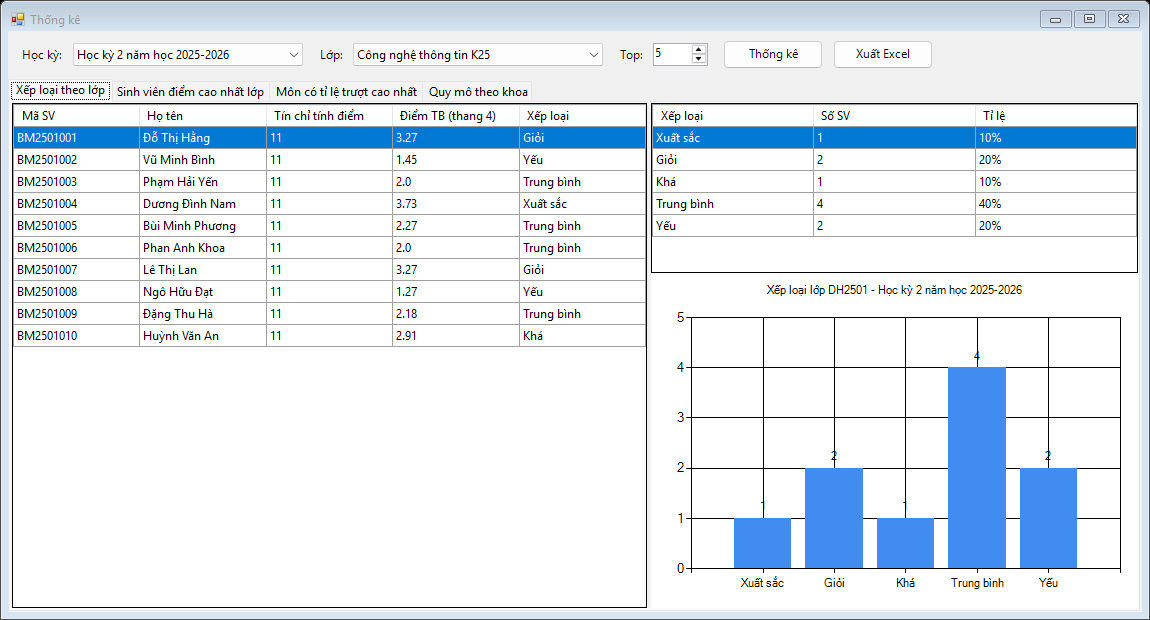 Thống kê
Học kỳ: Học kỳ 2 năm học 2025-2026 Lớp: Công nghệ thông tin K25 Top: 5 Thống kê Xuất Excel
Xếp loại theo lớp Sinh viên điểm cao nhất lớp Môn có tỉ lệ trượt cao nhất Quy mô theo khoa
Mã SV Họ tên Tín chỉ tính điểm Điểm TB (thang 4) Xếp loại
BM2501001 Đỗ Thị Hằng 11 3.27 Giỏi
BM2501002 Vũ Minh Bình 11 1.45 Yếu
BM2501003 Phạm Hải Yến 11 2.0 Trung bình
BM2501004 Dương Đình Nam 11 3.73 Xuất sắc
BM2501005 Bùi Minh Phương 11 2.27 Trung bình
BM2501006 Phan Anh Khoa 11 2.0 Trung bình
BM2501007 Lê Thị Lan 11 3.27 Giỏi
BM2501008 Ngô Hữu Đạt 11 1.27 Yếu
BM2501009 Đặng Thu Hà 11 2.18 Trung bình
BM2501010 Huỳnh Văn An 11 2.91 Khá
Xếp loại Số SV Tỉ lệ
Xuất sắc 1 10%
Giỏi 2 20%
Khá 1 10%
Trung bình 4 40%
Yếu 2 20%
Xếp loại lớp DH2501 - Học kỳ 2 năm học 2025-2026
5
4
3
2
1
0
1 2 1 4 2
Xuất sắc Giỏi Khá Trung bình Yếu